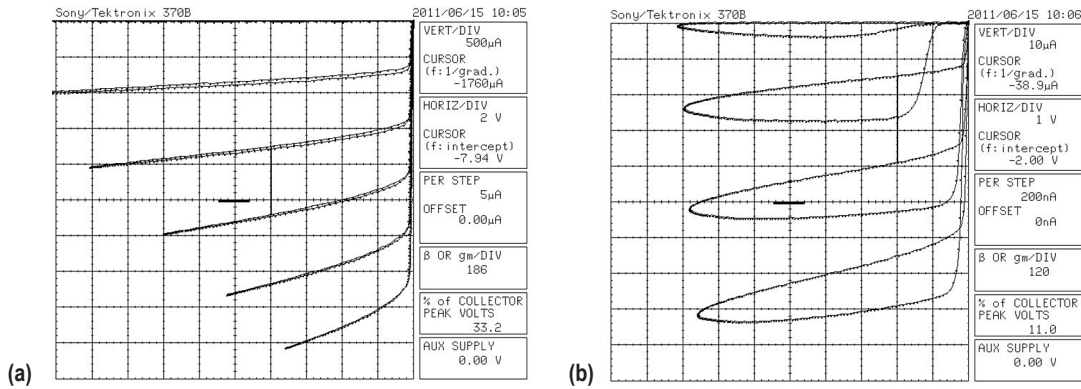 Sony/Tektronix 370B
2011/06/15 10:05
VERT/DIV
500µA
CURSOR
(f:1/grad.)
-1760µA
HORIZ/DIV
2 V
CURSOR
(f:intercept)
-7.94 V
PER STEP
5µA
OFFSET
0.00µA
β OR gm/DIV
186
% of COLLECTOR
PEAK VOLTS
33.2
AUX SUPPLY
0.00 V
(a)
Sony/Tektronix 370B
2011/06/15 10:06
VERT/DIV
10µA
CURSOR
(f:1/grad.)
-38.9µA
HORIZ/DIV
1 V
CURSOR
(f:intercept)
-2.00 V
PER STEP
200nA
OFFSET
0nA
β OR gm/DIV
120
% of COLLECTOR
PEAK VOLTS
11.0
AUX SUPPLY
0.00 V
(b)